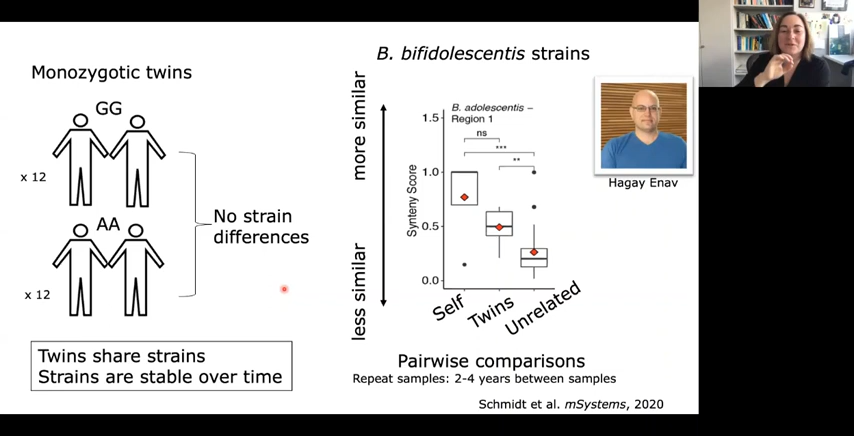 Monozygotic twins
GG
x 12
AA
x 12
No strain
differences
Twins share strains
Strains are stable over time
B. bifidolescentis strains
more similar
less similar
B. adolescentis –
Region 1
ns
***
**
Synteny Score
1.5
1.0
0.5
0.0
Self
Twins
Unrelated
Pairwise comparisons
Repeat samples: 2-4 years between samples
Hagay Enav
Schmidt et al. mSystems, 2020